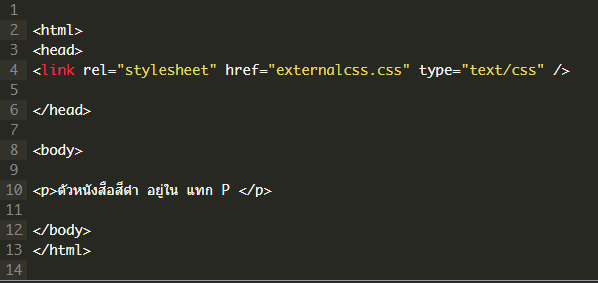 1
2 <html>
3 <head>
4 <link rel="stylesheet" href="externalcss.css" type="text/css" />
5
6 </head>
7
8 <body>
9
10 <p>ตัวหนังสือสีดำ อยู่ใน แทก P </p>
11
12 </body>
13 </html>
14